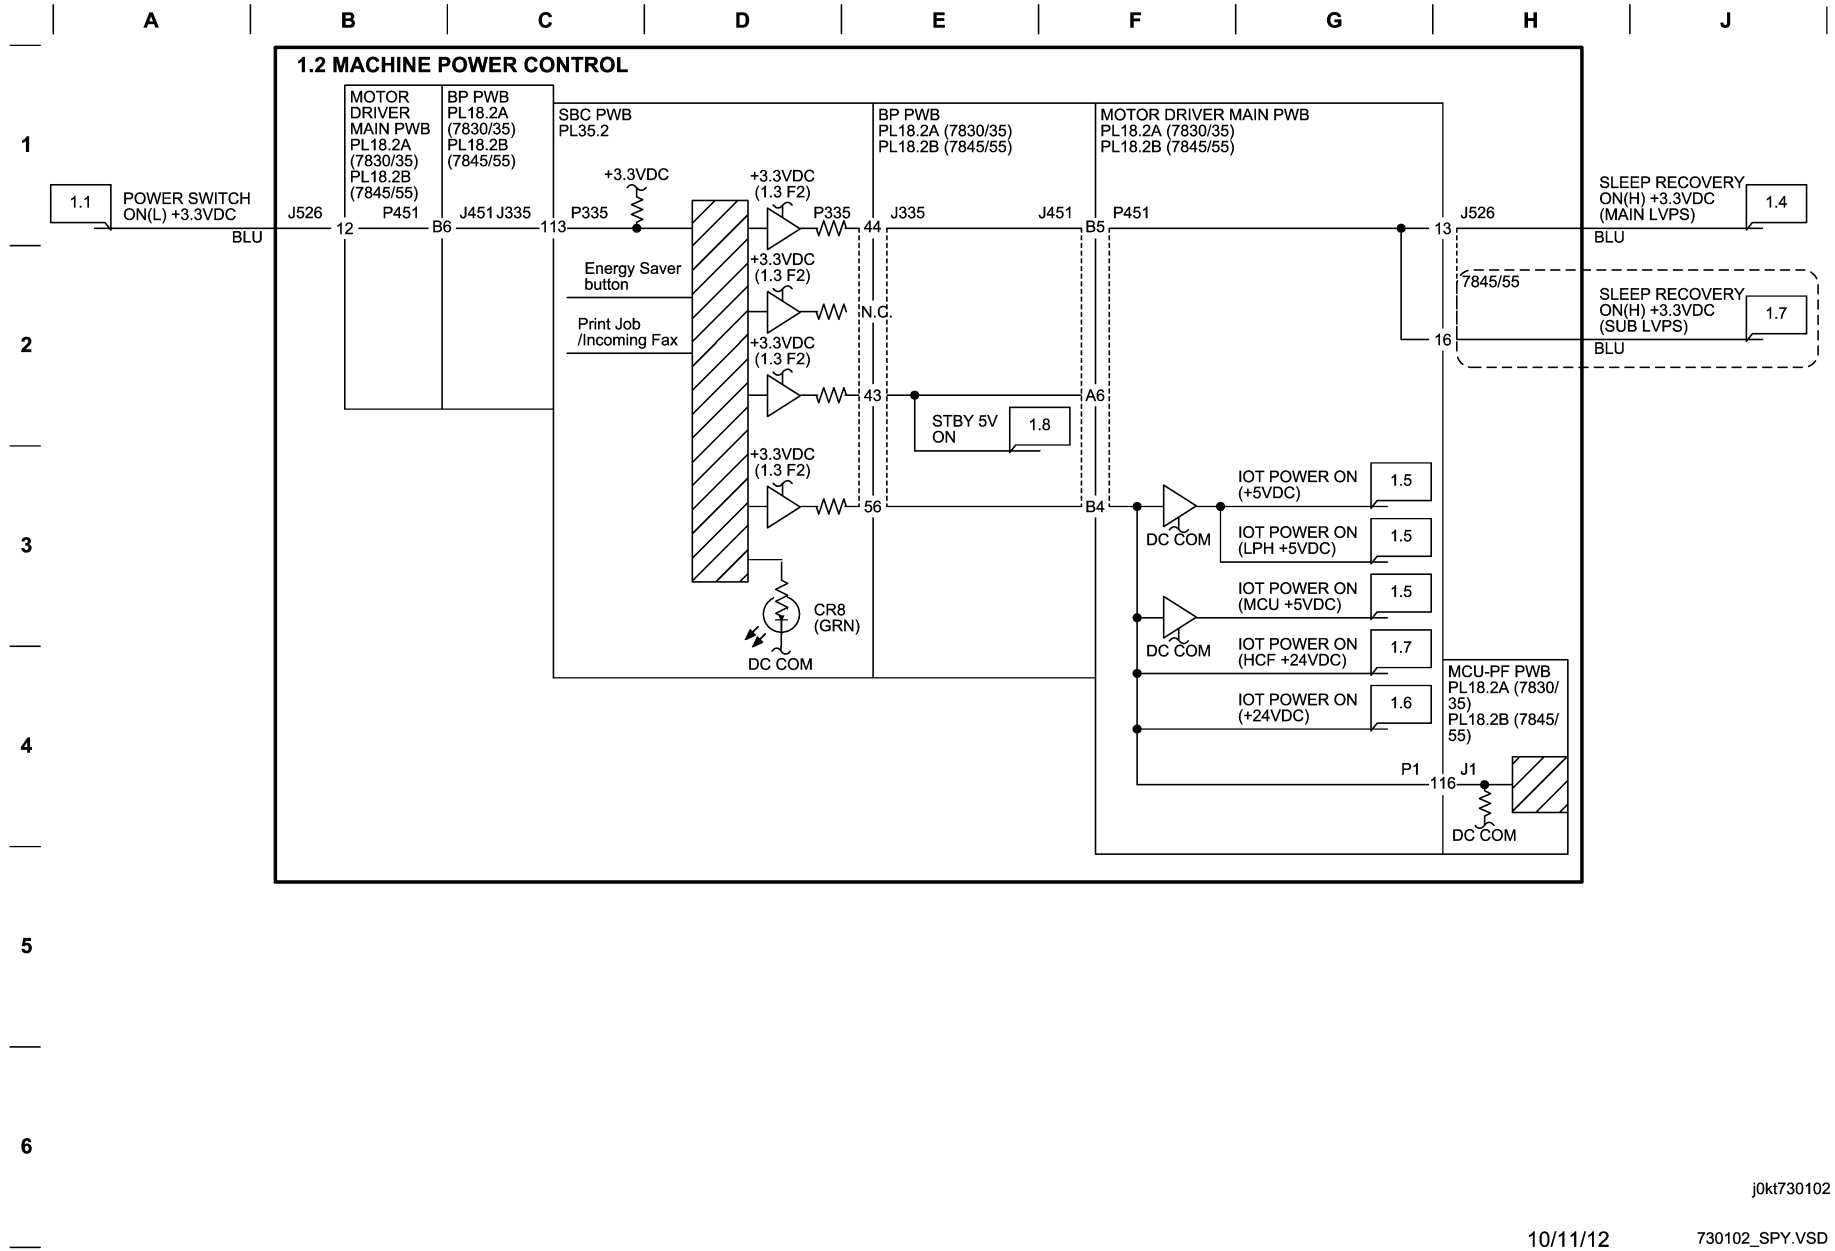 A B C D E F G H J
1.2 MACHINE POWER CONTROL
1
MOTOR
DRIVER
MAIN PWB
PL18.2A
(7830/35)
PL18.2B
(7845/55)
BP PWB
PL18.2A
(7830/35)
PL18.2B
(7845/55)
SBC PWB
PL35.2
BP PWB
PL18.2A (7830/35)
PL18.2B (7845/55)
MOTOR DRIVER MAIN PWB
PL18.2A (7830/35)
PL18.2B (7845/55)
1.1
POWER SWITCH
ON(L) +3.3VDC
BLU
J526
12
P451
B6
J451
J335
113
P335
+3.3VDC
+3.3VDC
(1.3 F2)
P335
44
J335
J451
B5
P451
13
J526
SLEEP RECOVERY
ON(H) +3.3VDC
(MAIN LVPS)
1.4
BLU
2
Energy Saver
button
+3.3VDC
(1.3 F2)
N.C.
Print Job
/Incoming Fax
+3.3VDC
(1.3 F2)
43
A6
STBY 5V
ON
1.8
16
7845/55
SLEEP RECOVERY
ON(H) +3.3VDC
(SUB LVPS)
1.7
BLU
3
+3.3VDC
(1.3 F2)
56
B4
DC COM
IOT POWER ON
(+5VDC)
1.5
IOT POWER ON
(LPH +5VDC)
1.5
CR8
(GRN)
DC COM
DC COM
IOT POWER ON
(MCU +5VDC)
1.5
IOT POWER ON
(HCF +24VDC)
1.7
4
IOT POWER ON
(+24VDC)
1.6
MCU-PF PWB
PL18.2A (7830/
35)
PL18.2B (7845/
55)
P1
116
J1
DC COM
5
6
j0kt730102
10/11/12
730102_SPY.VSD